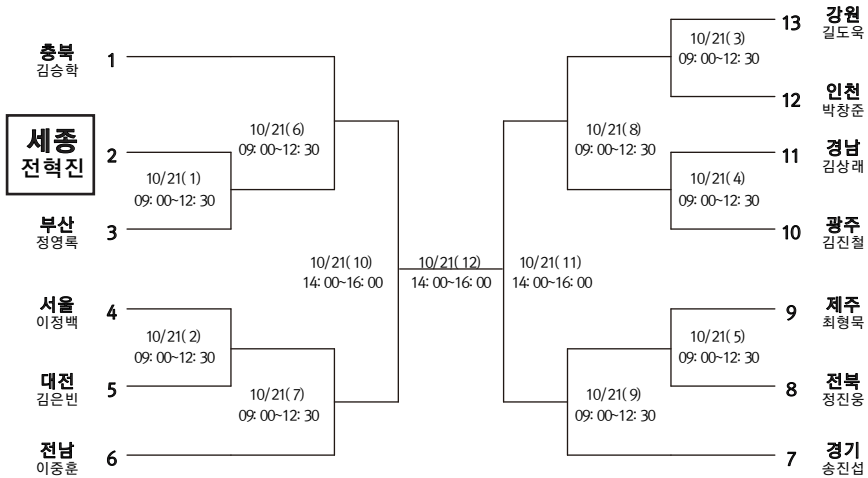 충북
김승학
1
10/21( 6)
09: 00~12: 30
세종
전혁진
2
10/21( 1)
09: 00~12: 30
부산
정영록
3
10/21( 10)
14: 00~16: 00
서울
이정백
4
10/21( 2)
09: 00~12: 30
대전
김은빈
5
10/21( 7)
09: 00~12: 30
전남
이중훈
6
10/21( 12)
14: 00~16: 00
13
강원
길도욱
10/21( 3)
09: 00~12: 30
12
인천
박창준
10/21( 8)
09: 00~12: 30
11
경남
김상래
10/21( 4)
09: 00~12: 30
10
광주
김진철
10/21( 11)
14: 00~16: 00
9
제주
최형묵
10/21( 5)
09: 00~12: 30
8
전북
정진웅
10/21( 9)
09: 00~12: 30
7
경기
송진섭